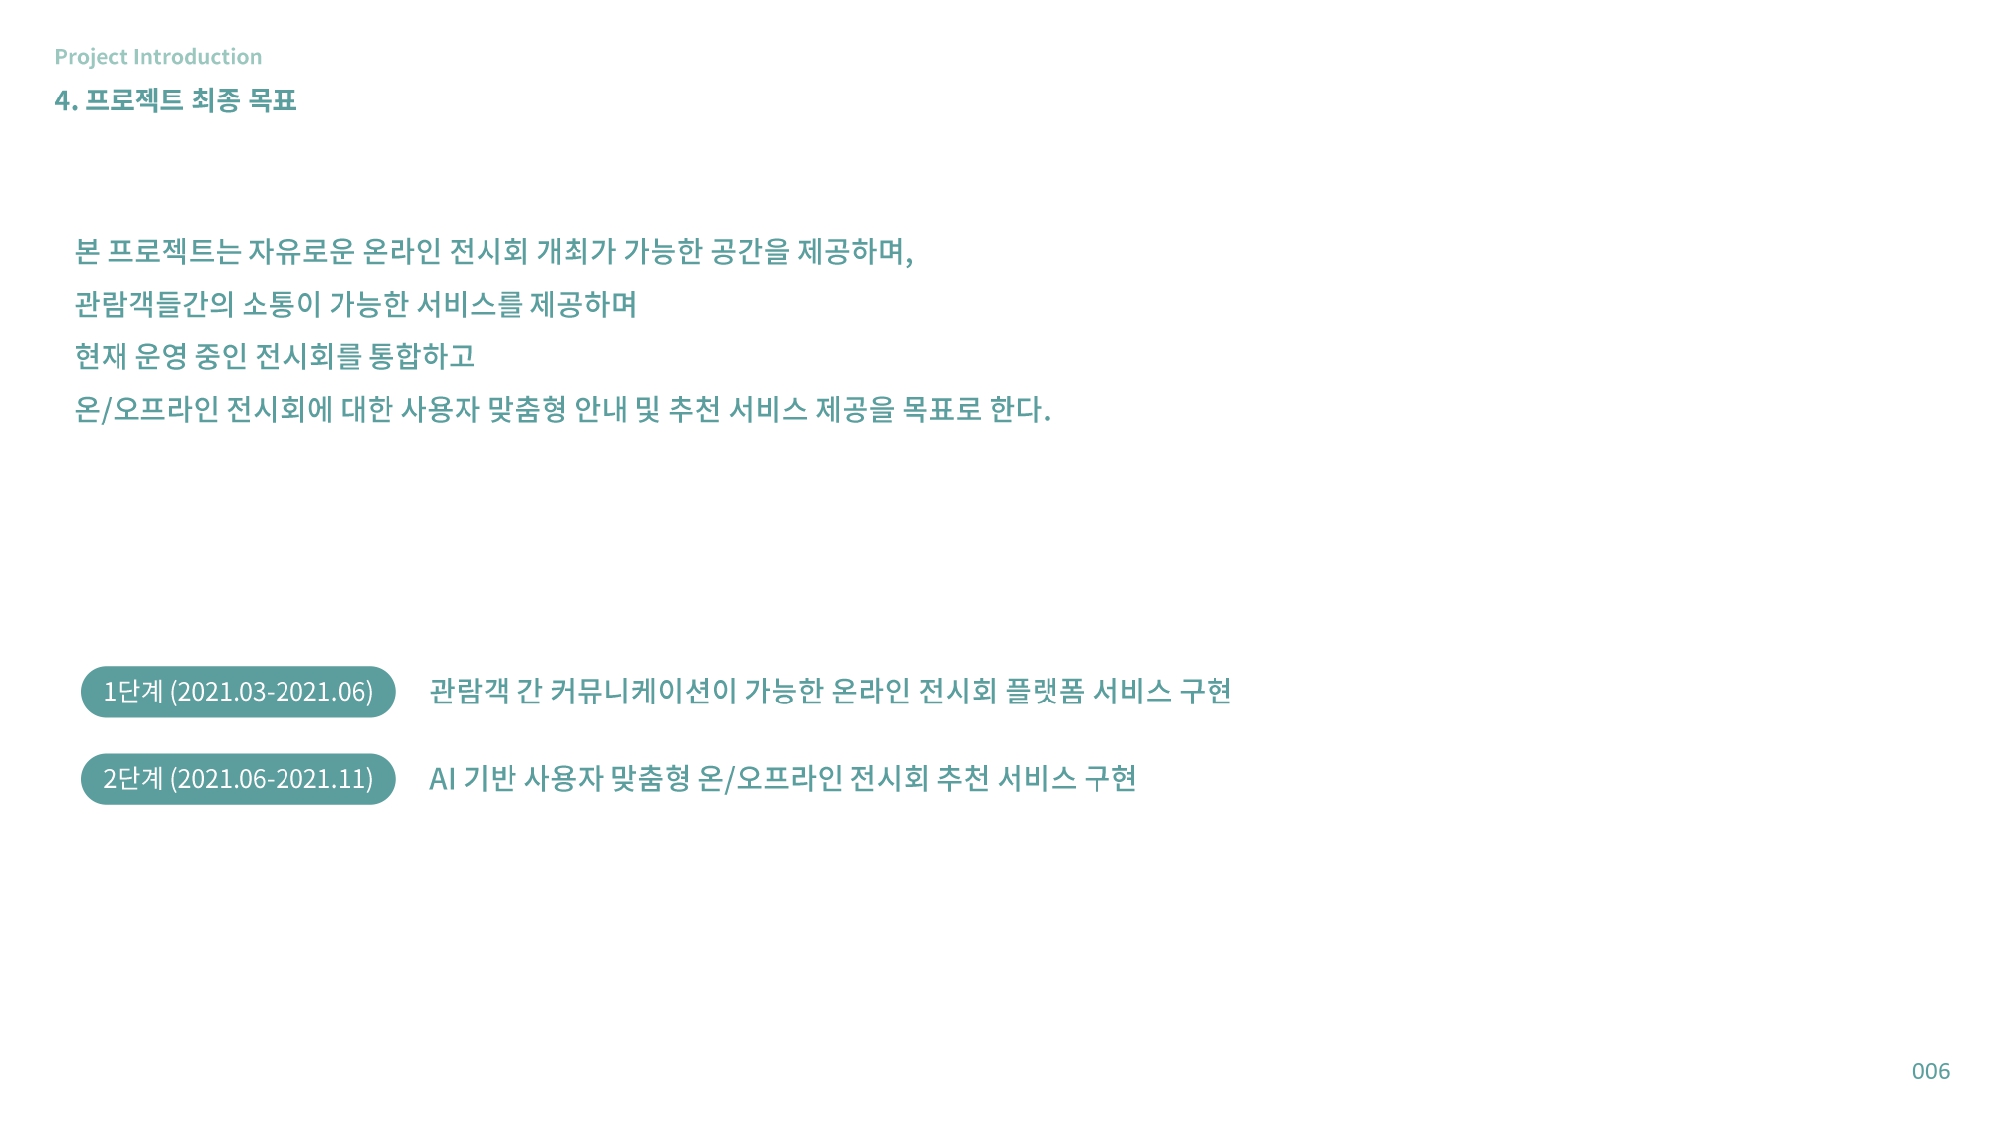 Project Introduction
4. 프로젝트 최종 목표
본 프로젝트는 자유로운 온라인 전시회 개최가 가능한 공간을 제공하며,
관람객들간의 소통이 가능한 서비스를 제공하며
현재 운영 중인 전시회를 통합하고
온/오프라인 전시회에 대한 사용자 맞춤형 안내 및 추천 서비스 제공을 목표로 한다.
1단계 (2021.03-2021.06) 관람객 간 커뮤니케이션이 가능한 온라인 전시회 플랫폼 서비스 구현
2단계 (2021.06-2021.11) AI 기반 사용자 맞춤형 온/오프라인 전시회 추천 서비스 구현
006